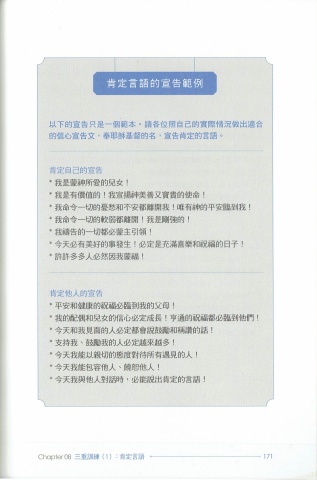 肯定言語的宣告範例
以下的宣告只是一個範本，請各位照自己的實際情況做出適合
的信心宣告文，奉耶穌基督的名，宣告肯定的言語。
肯定自己的宣告
* 我是蒙神所愛的兒女！
* 我是有價值的！我宣揚神美善又寶貴的使命！
* 我命令一切的憂愁和不安都離開我！唯有神的平安臨到我！
* 我命令一切的軟弱都離開！我是剛強的！
* 我禱告的一切都必蒙主引領！
* 今天必有美好的事發生！必定是充滿喜樂和祝福的日子！
* 許許多多人必然因我蒙福！
肯定他人的宣告
* 平安和健康的祝福必臨到我的父母！
* 我的配偶和兒女的信心必定成長！亨通的祝福都必臨到他們！
* 今天和我見面的人必定都會說鼓勵和稱讚的話！
* 支持我、鼓勵我的人必定越來越多！
* 今天我能以親切的態度對待所有遇見的人！
* 今天我能包容他人、饒恕他人！
* 今天我與他人對話時，必能說出肯定的言語！
Chapter 08 三重訓練（1）：肯定言語 171